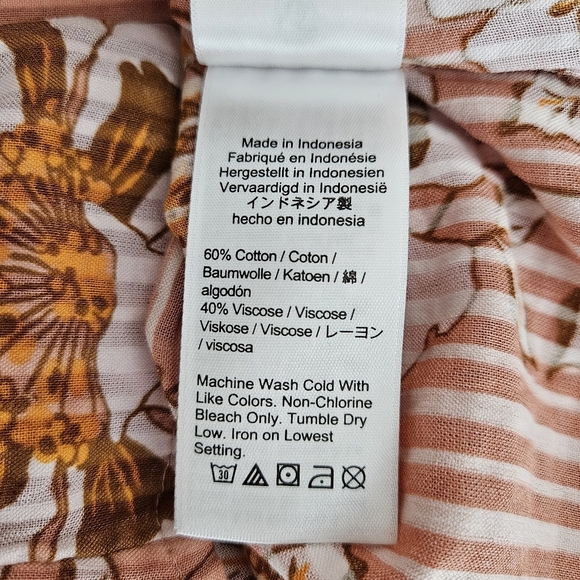 Made in Indonesia
Fabriqué en Indonésie
Hergestellt in Indonesien
Vervaardigd in Indonesië
インドネシア製
hecho en indonesia
60% Cotton / Coton /
Baumwolle / Katoen / 綿 /
algodón
40% Viscose / Viscose /
Viskose / Viscose / レーヨン
/ viscosa
Machine Wash Cold With
Like Colors. Non-Chlorine
Bleach Only. Tumble Dry
Low. Iron on Lowest
Setting.
30